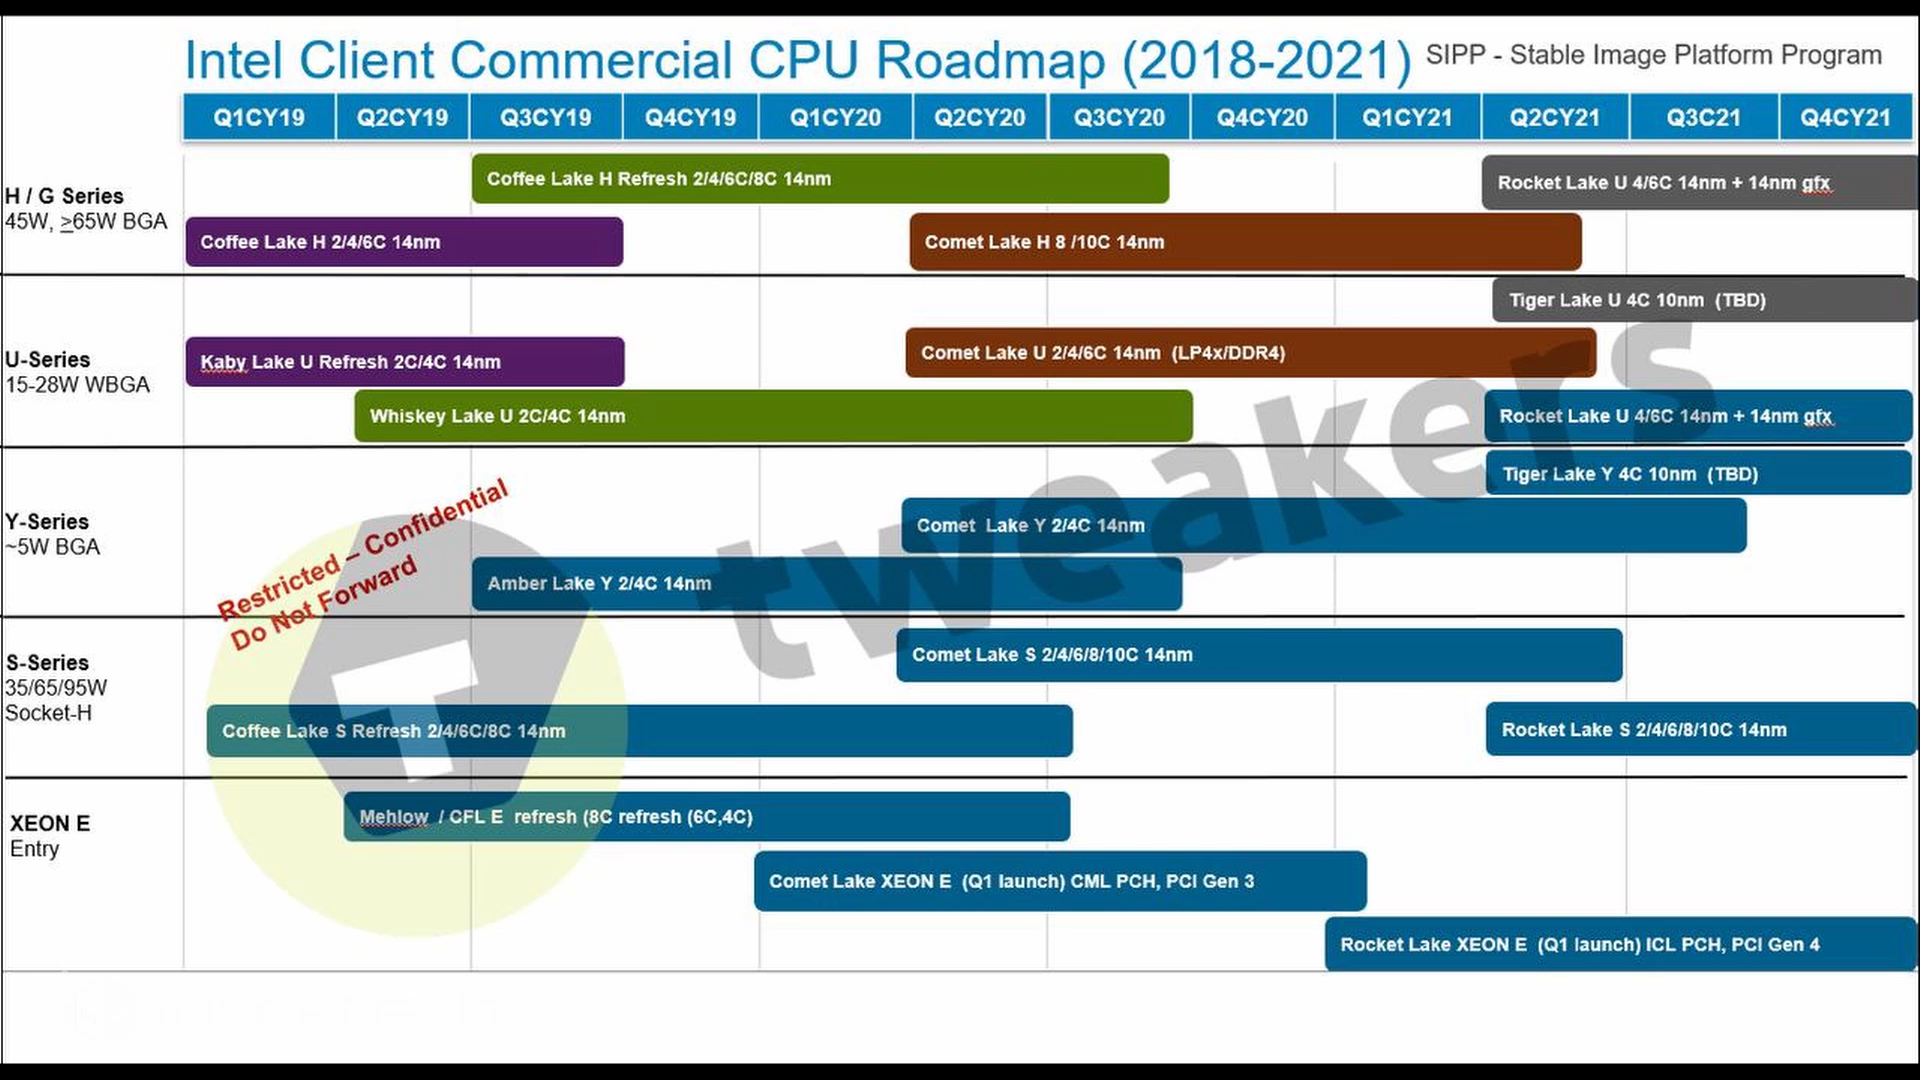 Intel Client Commercial CPU Roadmap (2018-2021) SIPP - Stable Image Platform Program
Q1CY19 Q2CY19 Q3CY19 Q4CY19 Q1CY20 Q2CY20 Q3CY20 Q4CY20 Q1CY21 Q2CY21 Q3C21 Q4CY21
H / G Series
45W, ≥65W BGA
Coffee Lake H Refresh 2/4/6C/8C 14nm
Rocket Lake U 4/6C 14nm + 14nm gfx
Coffee Lake H 2/4/6C 14nm
Comet Lake H 8 /10C 14nm
U-Series
15-28W WBGA
Tiger Lake U 4C 10nm (TBD)
Kaby Lake U Refresh 2C/4C 14nm
Comet Lake U 2/4/6C 14nm (LP4x/DDR4)
Whiskey Lake U 2C/4C 14nm
Rocket Lake U 4/6C 14nm + 14nm gfx
Y-Series
~5W BGA
Tiger Lake Y 4C 10nm (TBD)
Comet Lake Y 2/4C 14nm
Amber Lake Y 2/4C 14nm
Restricted – Confidential
Do Not Forward
tweakers
S-Series
35/65/95W
Socket-H
Comet Lake S 2/4/6/8/10C 14nm
Coffee Lake S Refresh 2/4/6C/8C 14nm
Rocket Lake S 2/4/6/8/10C 14nm
XEON E
Entry
Mehlow / CFL E refresh (8C refresh (6C,4C)
Comet Lake XEON E (Q1 launch) CML PCH, PCI Gen 3
Rocket Lake XEON E (Q1 launch) ICL PCH, PCI Gen 4